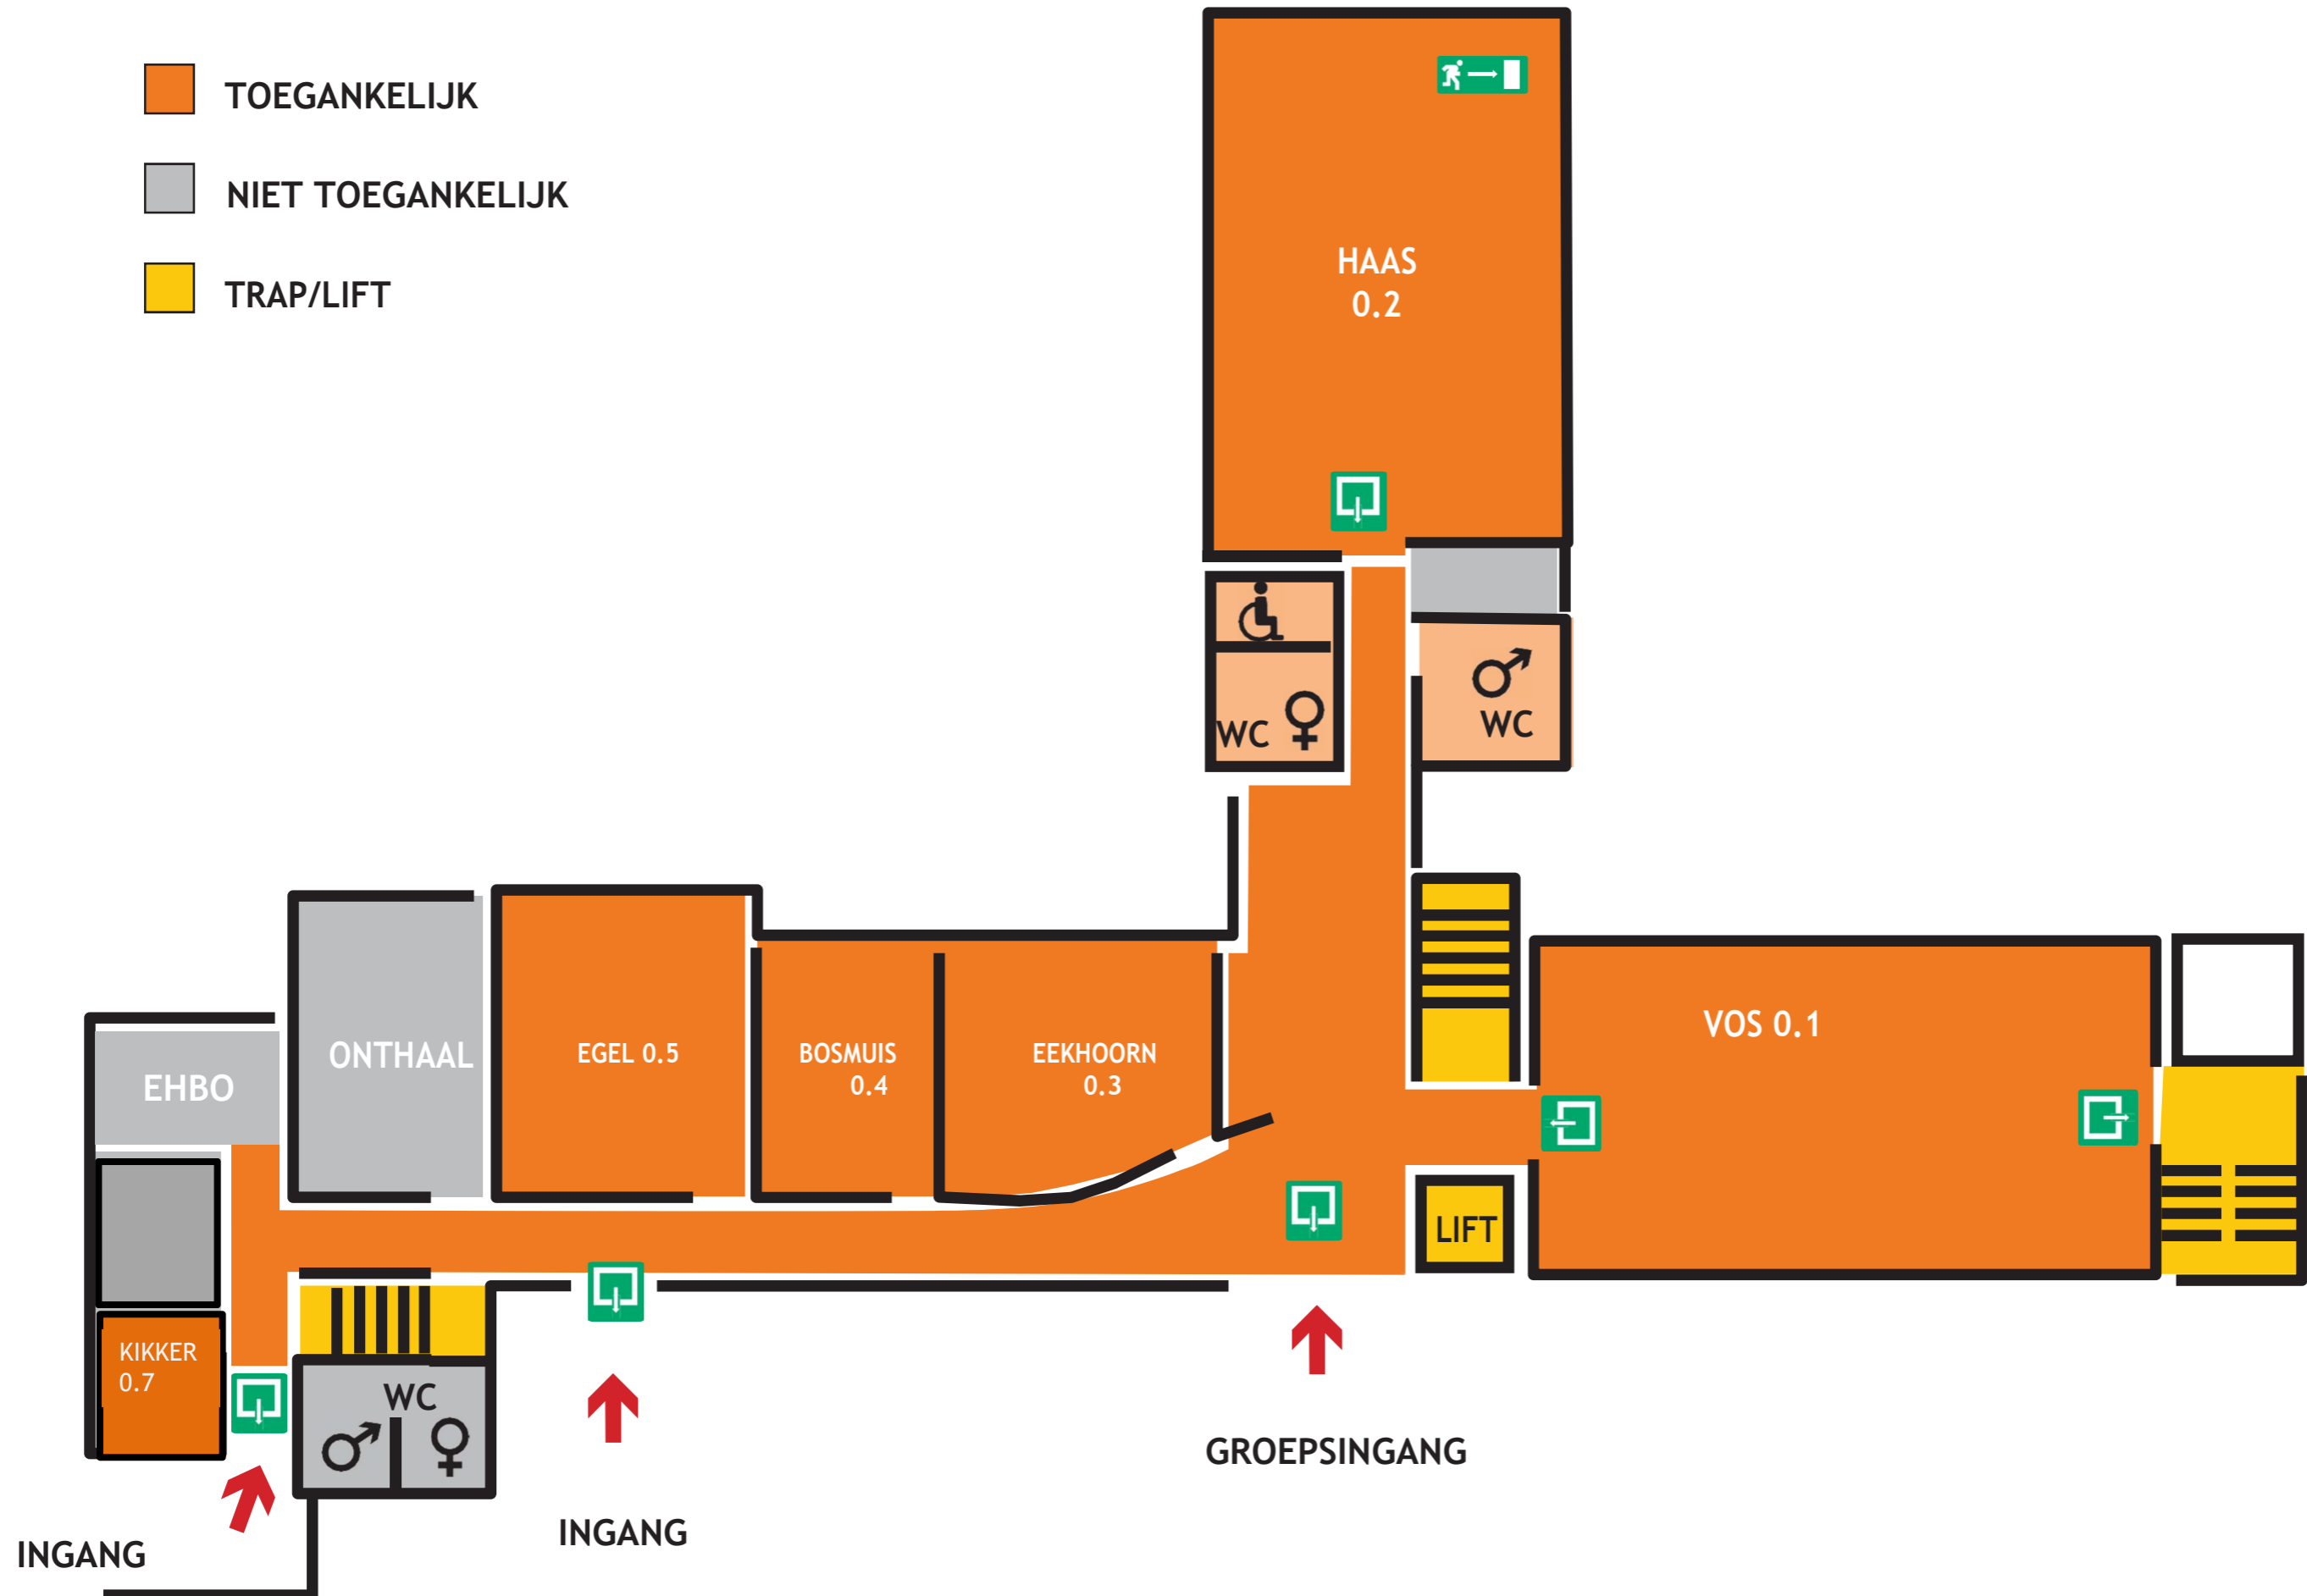 TOEGANKELIJK
NIET TOEGANKELIJK
TRAP/LIFT
HAAS
0.2
WC
WC
VOS 0.1
ONTHAAL
EGEL 0.5
BOSMUIS
0.4
EEKHOORN
0.3
EHBO
LIFT
KIKKER
0.7
WC
GROEPSINGANG
INGANG
INGANG